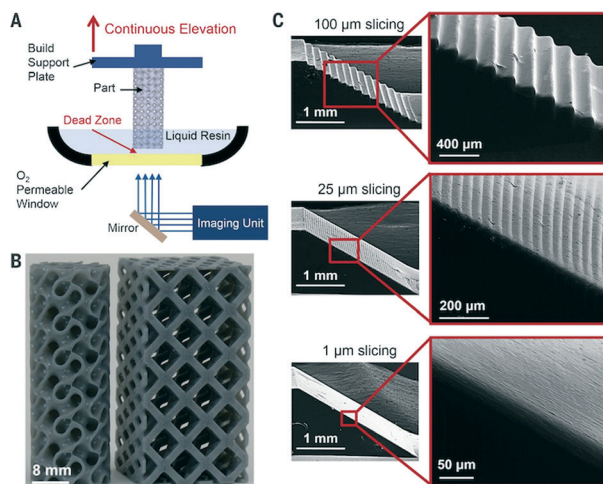 A
Continuous Elevation
Build
Support
Plate
Part
Dead Zone
Liquid Resin
O₂
Permeable
Window
Mirror
Imaging Unit
B
8 mm
C
100 µm slicing
1 mm
400 µm
25 µm slicing
1 mm
200 µm
1 µm slicing
1 mm
50 µm